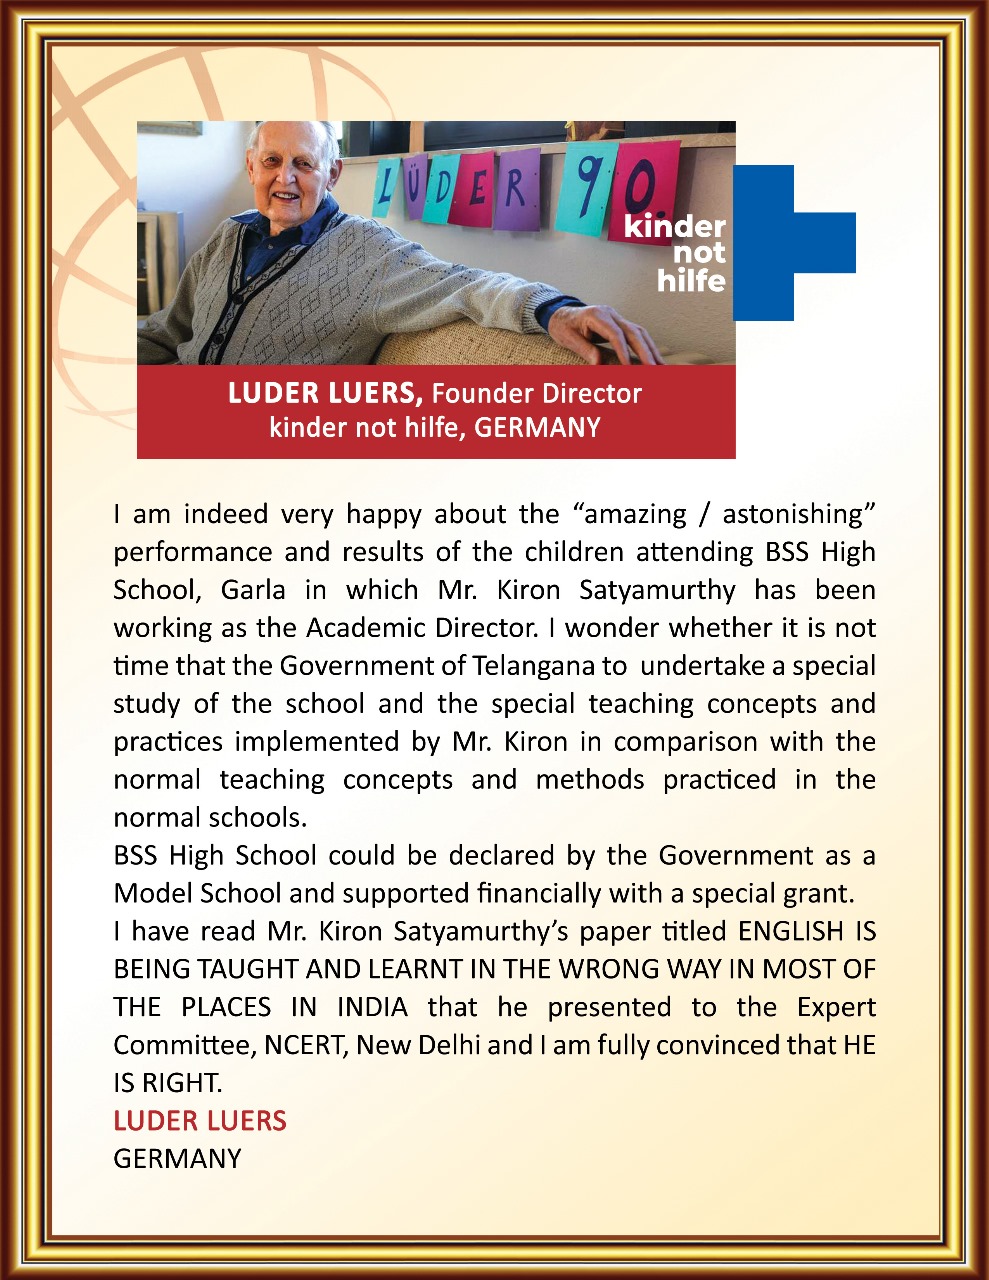 LÜDER 90
kinder
not
hilfe
LUDER LUERS, Founder Director
kinder not hilfe, GERMANY
I am indeed very happy about the “amazing / astonishing”
performance and results of the children attending BSS High
School, Garla in which Mr. Kiron Satyamurthy has been
working as the Academic Director. I wonder whether it is not
time that the Government of Telangana to undertake a special
study of the school and the special teaching concepts and
practices implemented by Mr. Kiron in comparison with the
normal teaching concepts and methods practiced in the
normal schools.
BSS High School could be declared by the Government as a
Model School and supported financially with a special grant.
I have read Mr. Kiron Satyamurthy’s paper titled ENGLISH IS
BEING TAUGHT AND LEARNT IN THE WRONG WAY IN MOST OF
THE PLACES IN INDIA that he presented to the Expert
Committee, NCERT, New Delhi and I am fully convinced that HE
IS RIGHT.
LUDER LUERS
GERMANY